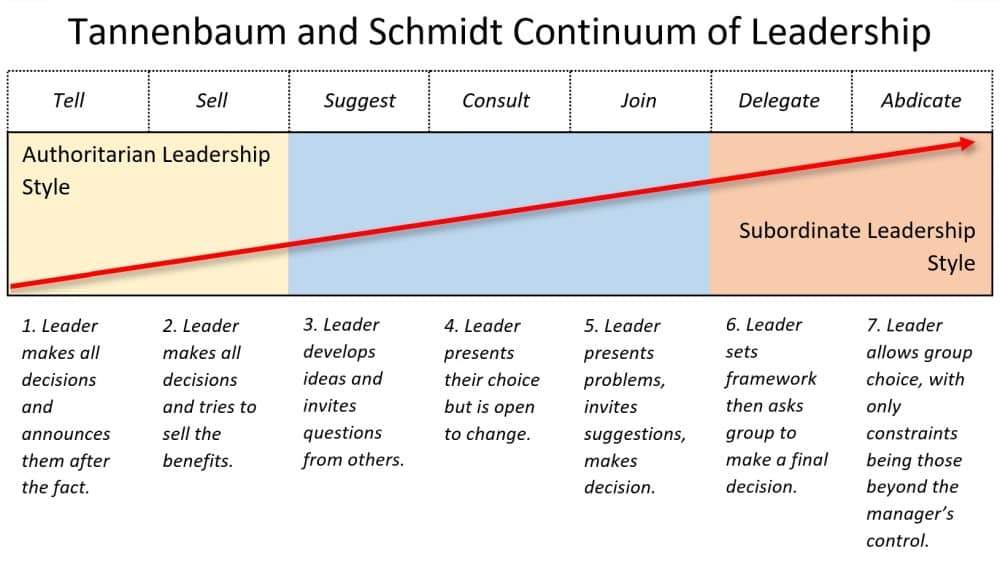 Tannenbaum and Schmidt Continuum of Leadership
Tell
Sell
Suggest
Consult
Join
Delegate
Abdicate
Authoritarian Leadership
Style
Subordinate Leadership
Style
1. Leader
makes all
decisions
and
announces
them after
the fact.
2. Leader
makes all
decisions
and tries to
sell the
benefits.
3. Leader
develops
ideas and
invites
questions
from others.
4. Leader
presents
their choice
but is open
to change.
5. Leader
presents
problems,
invites
suggestions,
makes
decision.
6. Leader
sets
framework
then asks
group to
make a final
decision.
7. Leader
allows group
choice, with
only
constraints
being those
beyond the
manager’s
control.